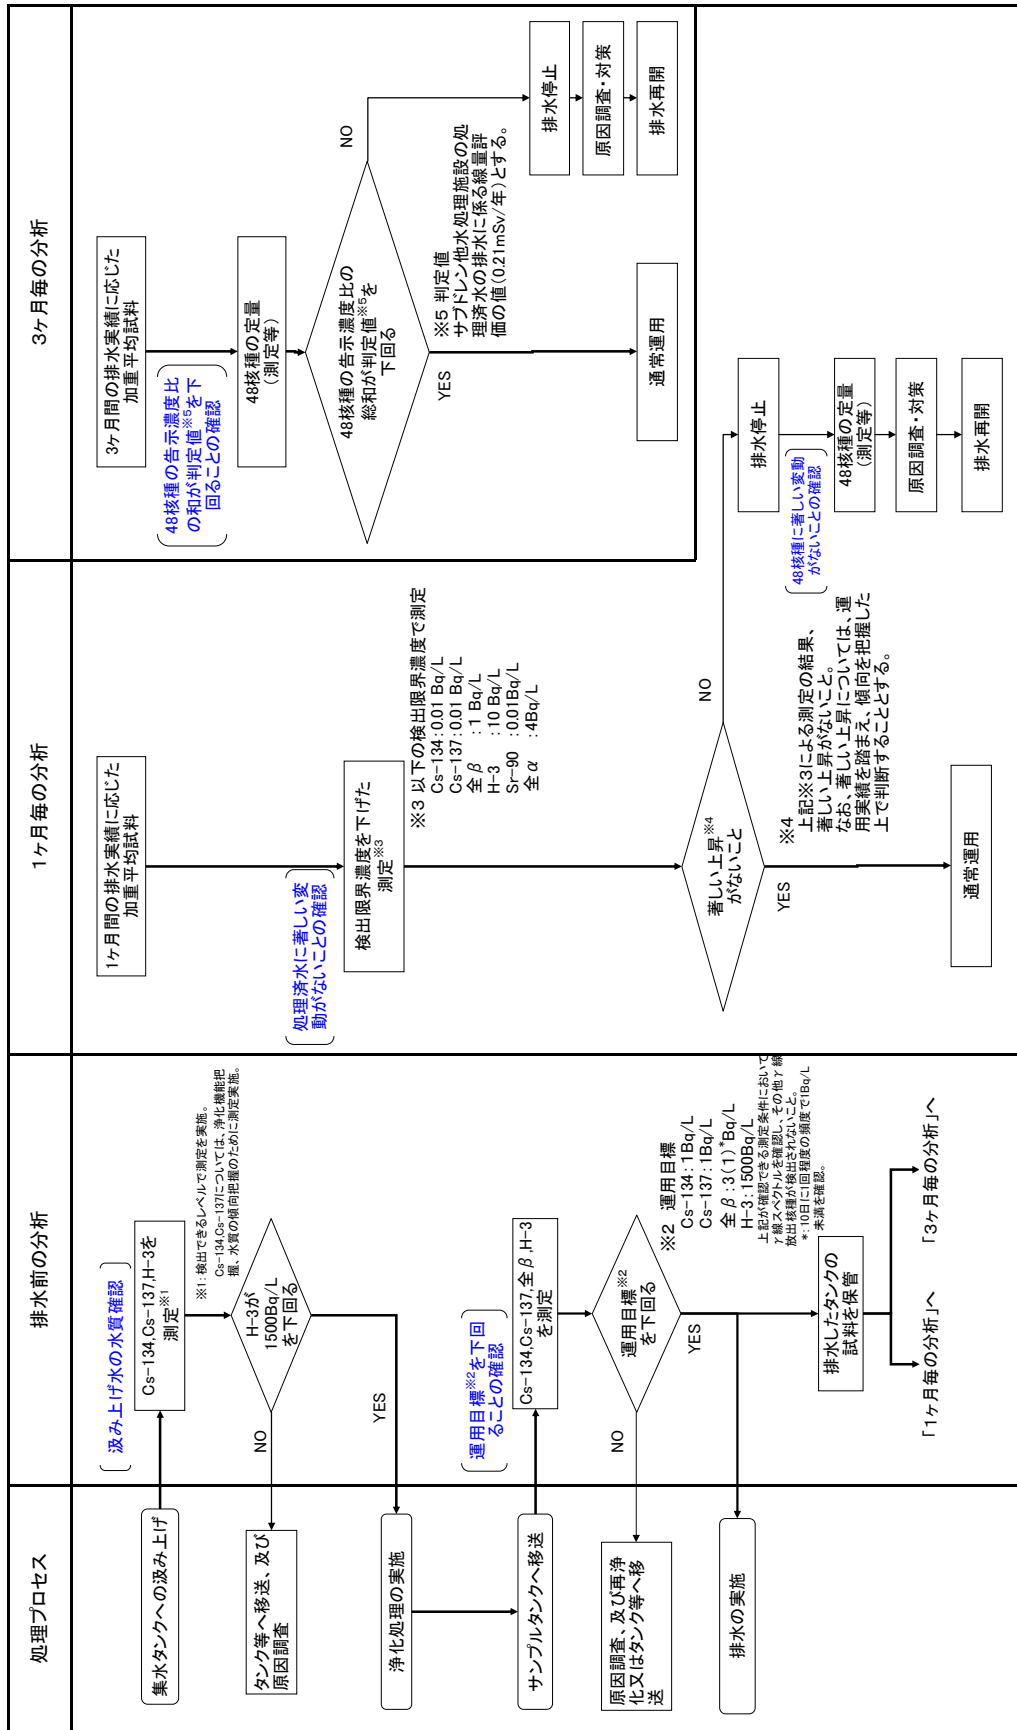 処理プロセス
集水タンクへの汲み上げ
タンク等へ移送、及び
原因調査
浄化処理の実施
サンプルタンクへ移送
原因調査、及び再浄
化又はタンク等へ移
送
排水の実施
排水前の分析
汲み上げ水の水質確認
Cs-134,Cs-137,H-3を
測定※1
※1:検出できるレベルで測定を実施。
Cs-134,Cs-137については、浄化機能把
握、水質の傾向把握のために測定実施。
H-3が
1500Bq/L
を下回る
NO
YES
運用目標※2を下回
ることの確認
Cs-134,Cs-137,全β,H-3
を測定
運用目標※2
を下回る
NO
YES
※2 運用目標
Cs-134:1Bq/L
Cs-137:1Bq/L
全β:3(1)*Bq/L
H-3:1500Bq/L
上記が確認できる測定条件において
γ線スペクトルを確認し、その他γ線
放出核種が検出されないこと。
*:10日に1回程度の頻度で1Bq/L
未満を確認。
排水したタンクの
試料を保管
「1ヶ月毎の分析」へ
「3ヶ月毎の分析」へ
1ヶ月毎の分析
1ヶ月間の排水実績に応じた
加重平均試料
処理済水に著しい変
動がないことの確認
検出限界濃度を下げた
測定※3
※3 以下の検出限界濃度で測定
Cs-134:0.01 Bq/L
Cs-137:0.01 Bq/L
全β :1 Bq/L
H-3 :10 Bq/L
Sr-90 :0.01Bq/L
全α :4Bq/L
著しい上昇※4
がないこと
NO
YES
※4
上記※3による測定の結果、
著しい上昇がないこと。
なお、著しい上昇については、運
用実績を踏まえ、傾向を把握した
上で判断することとする。
通常運用
排水停止
48核種に著しい変動
がないことの確認
48核種の定量
(測定等)
原因調査・対策
排水再開
3ヶ月毎の分析
3ヶ月間の排水実績に応じた
加重平均試料
48核種の告示濃度比
の和が判定値※5を下
回ることの確認
48核種の定量
(測定等)
48核種の告示濃度比の
総和が判定値※5を
下回る
NO
YES
※5 判定値
サブドレン他水処理施設の処
理済水の排水に係る線量評
価の値(0.21mSv/年)とする。
通常運用
排水停止
原因調査・対策
排水再開